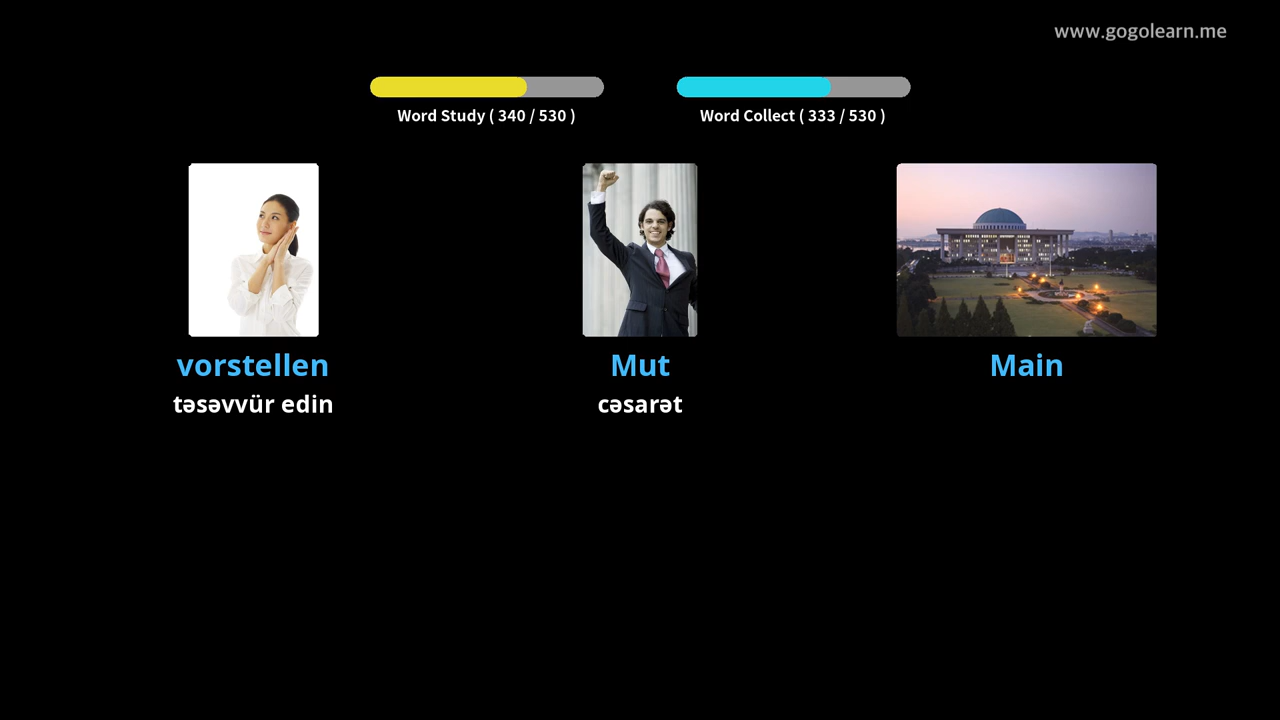 www.gogolearn.me
Word Study ( 340 / 530 )
Word Collect ( 333 / 530 )
vorstellen
təsəvvür edin
Mut
cəsarət
Main